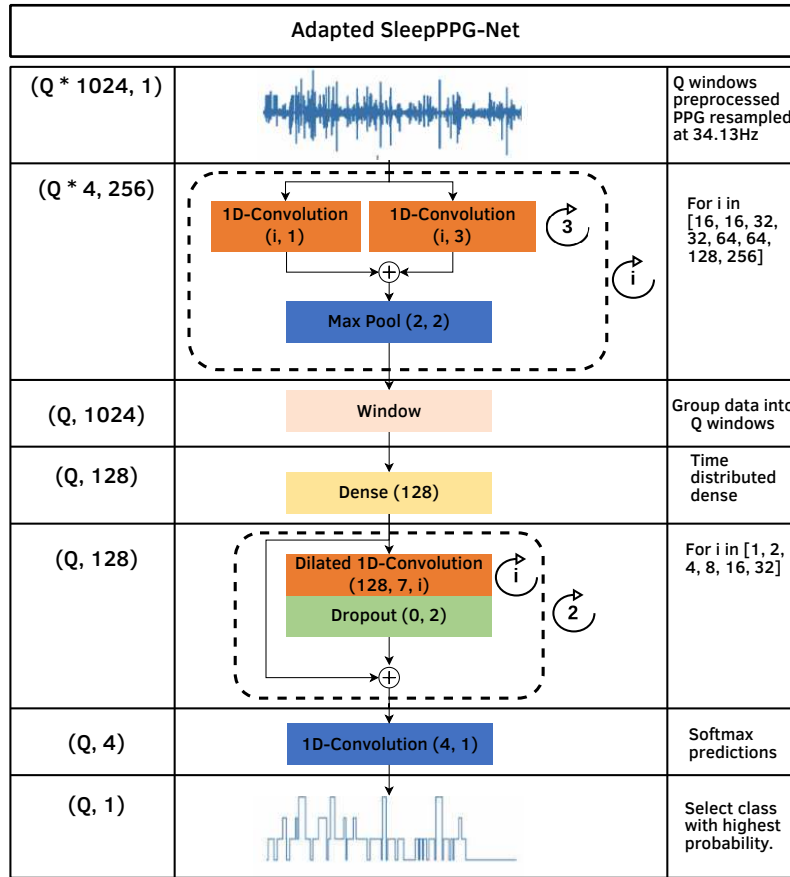 Adapted SleepPPG-Net
(Q * 1024, 1)
Q windows
preprocessed
PPG resampled
at 34.13Hz
(Q * 4, 256)
1D-Convolution
(i, 1)
1D-Convolution
(i, 3)
3
i
Max Pool (2, 2)
For i in
[16, 16, 32,
32, 64, 64,
128, 256]
(Q, 1024)
Window
Group data into
Q windows
(Q, 128)
Dense (128)
Time
distributed
dense
(Q, 128)
Dilated 1D-Convolution
(128, 7, i)
i
Dropout (0, 2)
2
For i in [1, 2,
4, 8, 16, 32]
(Q, 4)
1D-Convolution (4, 1)
Softmax
predictions
(Q, 1)
Select class
with highest
probability.